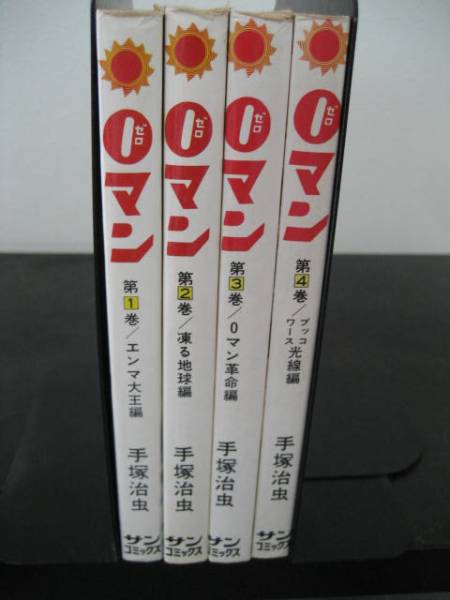 0
ゼロ
マン
第1巻/エンマ大王編
手塚治虫
サン
コミックス
0
ゼロ
マン
第2巻/凍る地球編
手塚治虫
サン
コミックス
0
ゼロ
マン
第3巻/0マン革命編
手塚治虫
サン
コミックス
0
ゼロ
マン
第4巻/ブッコワース光線編
手塚治虫
サン
コミックス